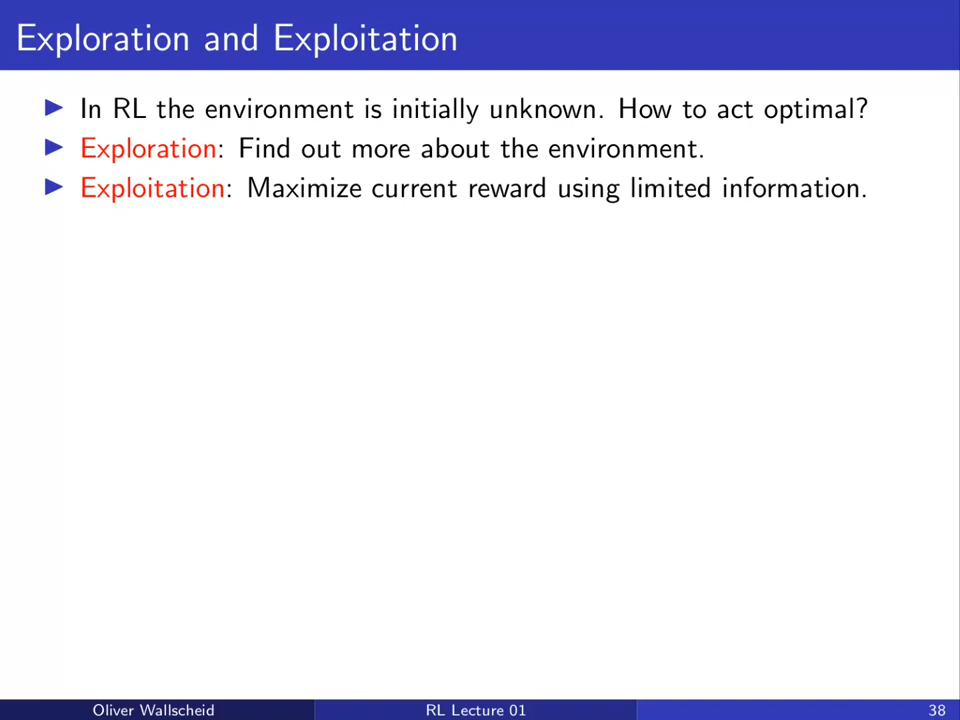 Exploration and Exploitation
In RL the environment is initially unknown. How to act optimal?
Exploration: Find out more about the environment.
Exploitation: Maximize current reward using limited information.
Oliver Wallscheid
RL Lecture 01
38